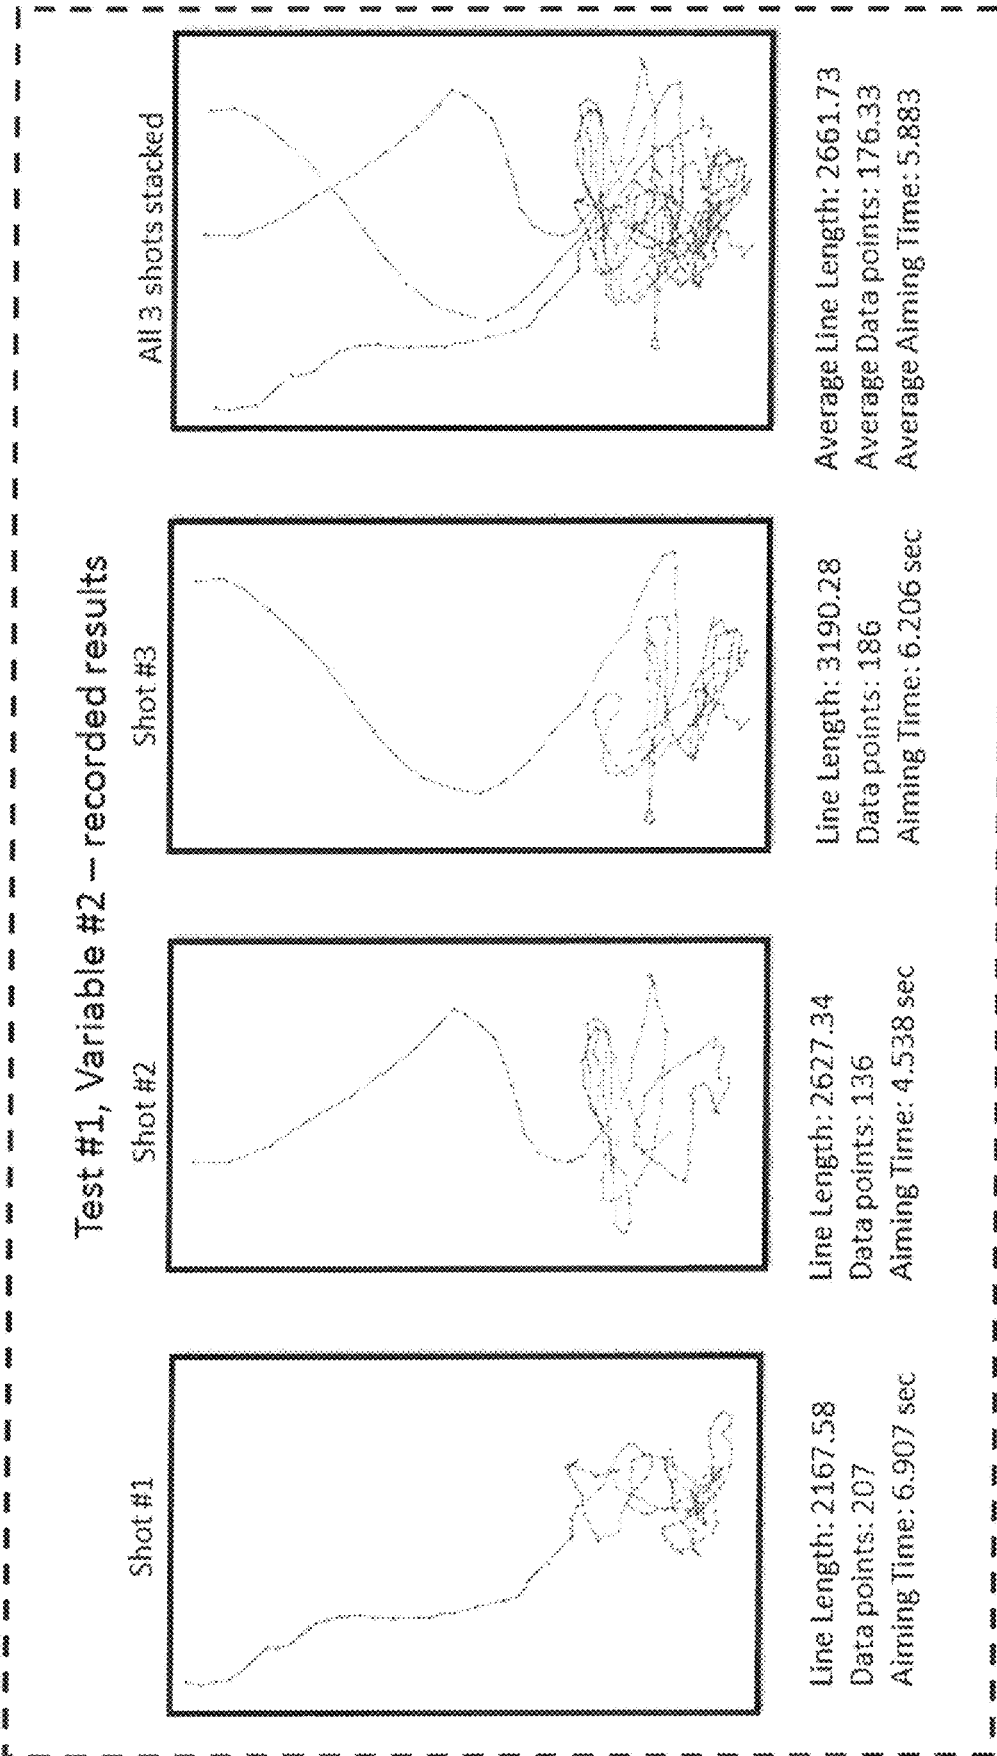 Test #1, Variable #2 – recorded results
Shot #1
Line Length: 2167.58
Data points: 207
Aiming Time: 6.907 sec
Shot #2
Line Length: 2627.34
Data points: 136
Aiming Time: 4.538 sec
Shot #3
Line Length: 3190.28
Data points: 186
Aiming Time: 6.206 sec
All 3 shots stacked
Average Line Length: 2661.73
Average Data points: 176.33
Average Aiming Time: 5.883